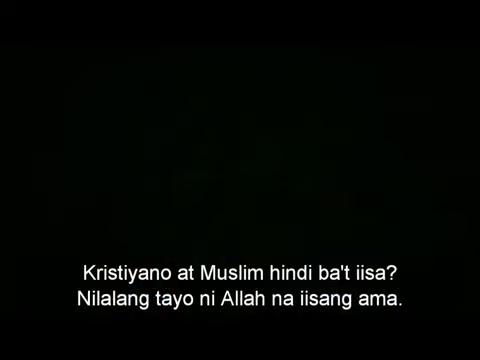 Kristiyano at Muslim hindi ba't iisa?
Nilalang tayo ni Allah na iisang ama.